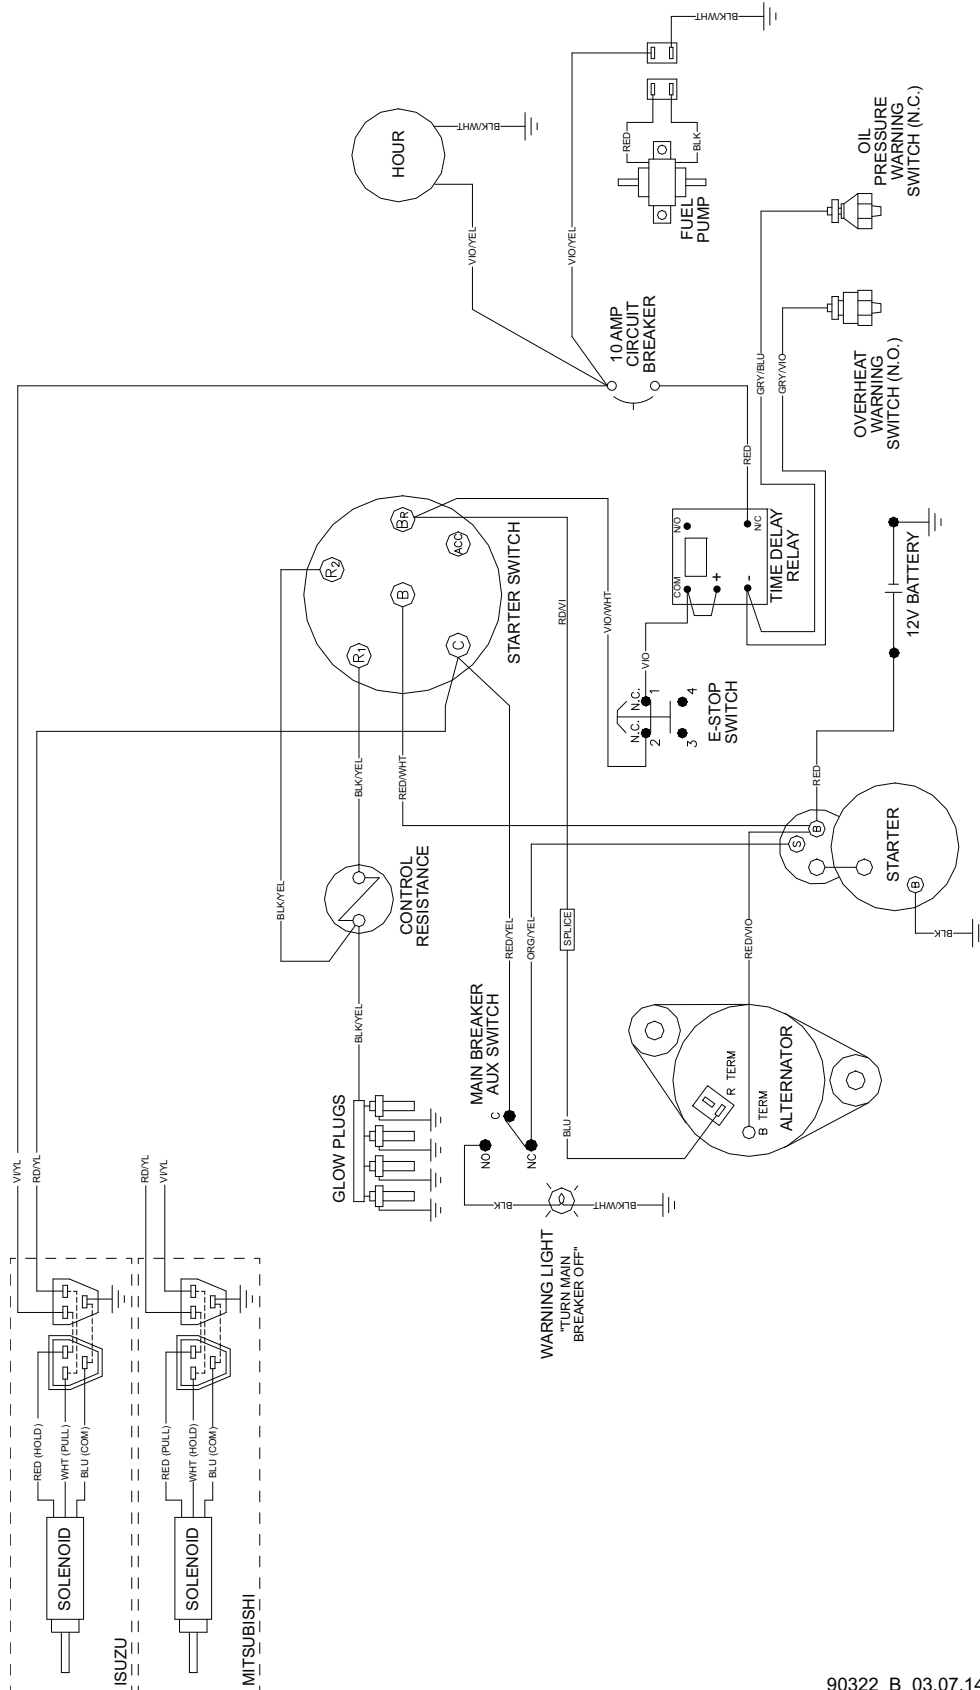 BLK/WHT
HOUR
BLK/WHT
VIO/YEL
VIO/YEL
RED
BLK
FUEL
PUMP
OIL
PRESSURE
WARNING
SWITCH (N.C.)
10 AMP
CIRCUIT
BREAKER
OVERHEAT
WARNING
SWITCH (N.O.)
GRY/BLU
GRY/VIO
RED
R2
BR
ACC
B
R1
C
STARTER SWITCH
RD/VI
VIO/WHT
COM
N/O
+
-
N/C
TIME DELAY
RELAY
12V BATTERY
VIO
N.C.
N.C.
1
2
3
4
E-STOP
SWITCH
BLK/YEL
RED/WHT
RED
BLK/YEL
CONTROL
RESISTANCE
RED/YEL
ORG/YEL
SPLICE
RED/VIO
S
B
B
STARTER
BLK
BLK/YEL
GLOW PLUGS
MAIN BREAKER
AUX SWITCH
C
NO
NC
BLU
R TERM
B TERM
ALTERNATOR
BLK
BLK/WHT
WARNING LIGHT
"TURN MAIN
BREAKER OFF"
VI/YL
RD/YL
RD/YL
VI/YL
RED (HOLD)
WHT (PULL)
BLU (COM)
SOLENOID
ISUZU
RED (PULL)
WHT (HOLD)
BLU (COM)
SOLENOID
MITSUBISHI
90322_B_03.07.14